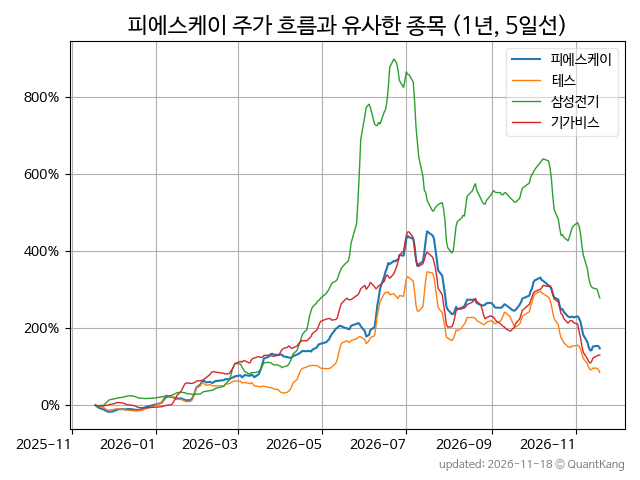 피에스케이 주가 흐름과 유사한 종목 (1년, 5일선)
피에스케이
테스
삼성전기
기가비스
800%
600%
400%
200%
0%
2025-11
2026-01
2026-03
2026-05
2026-07
2026-09
2026-11
updated: 2026-11-18 © QuantKang